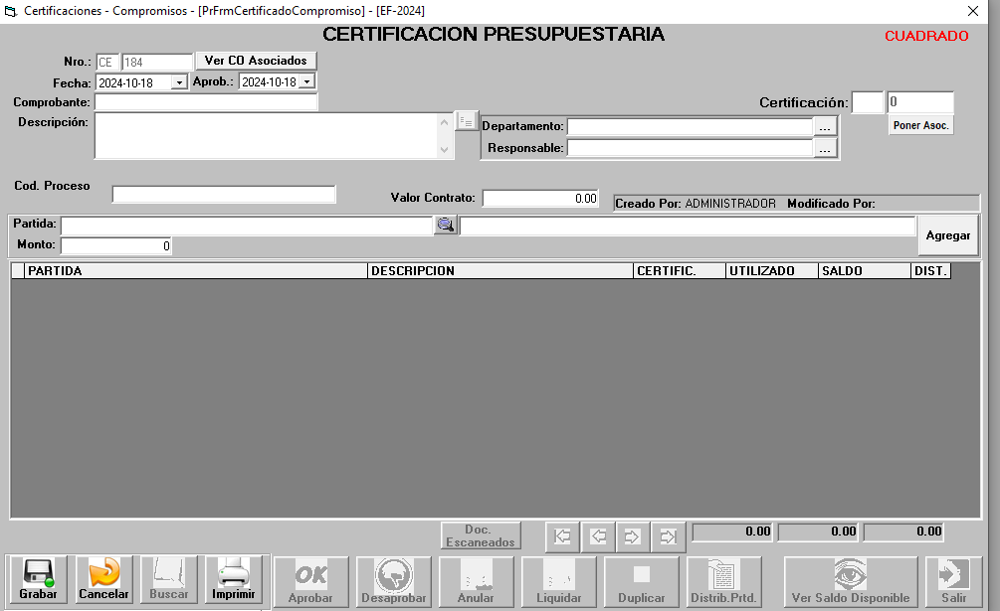 Certificaciones - Compromisos - [PrFrmCertificadoCompromiso] - [EF-2024]
CERTIFICACION PRESUPUESTARIA
CUADRADO
Nro.: CE 184 Ver CO Asociados
Fecha: 2024-10-18 Aprob.: 2024-10-18
Comprobante:
Certificación: 0
Descripción:
Departamento: ...
Poner Asoc.
Responsable: ...
Cod. Proceso
Valor Contrato: 0.00
Creado Por: ADMINISTRADOR Modificado Por:
Partida:
Agregar
Monto: 0
PARTIDA DESCRIPCION CERTIFIC. UTILIZADO SALDO DIST.
Doc. Escaneados
0.00 0.00 0.00
OK
Grabar Cancelar Buscar Imprimir Aprobar Desaprobar Anular Liquidar Duplicar Distrib.Prtd. Ver Saldo Disponible Salir